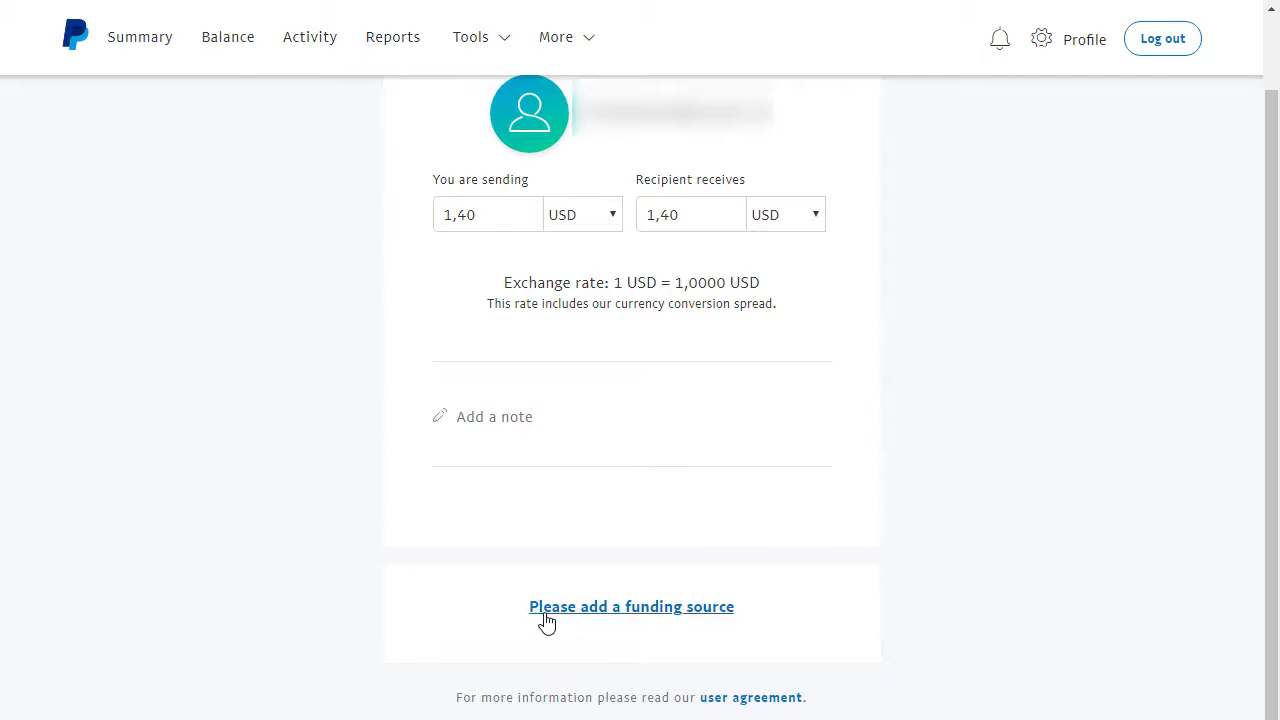 Summary Balance Activity Reports Tools More Profile Log out
You are sending Recipient receives
1,40 USD 1,40 USD
Exchange rate: 1 USD = 1,0000 USD
This rate includes our currency conversion spread.
Add a note
Please add a funding source
For more information please read our user agreement.